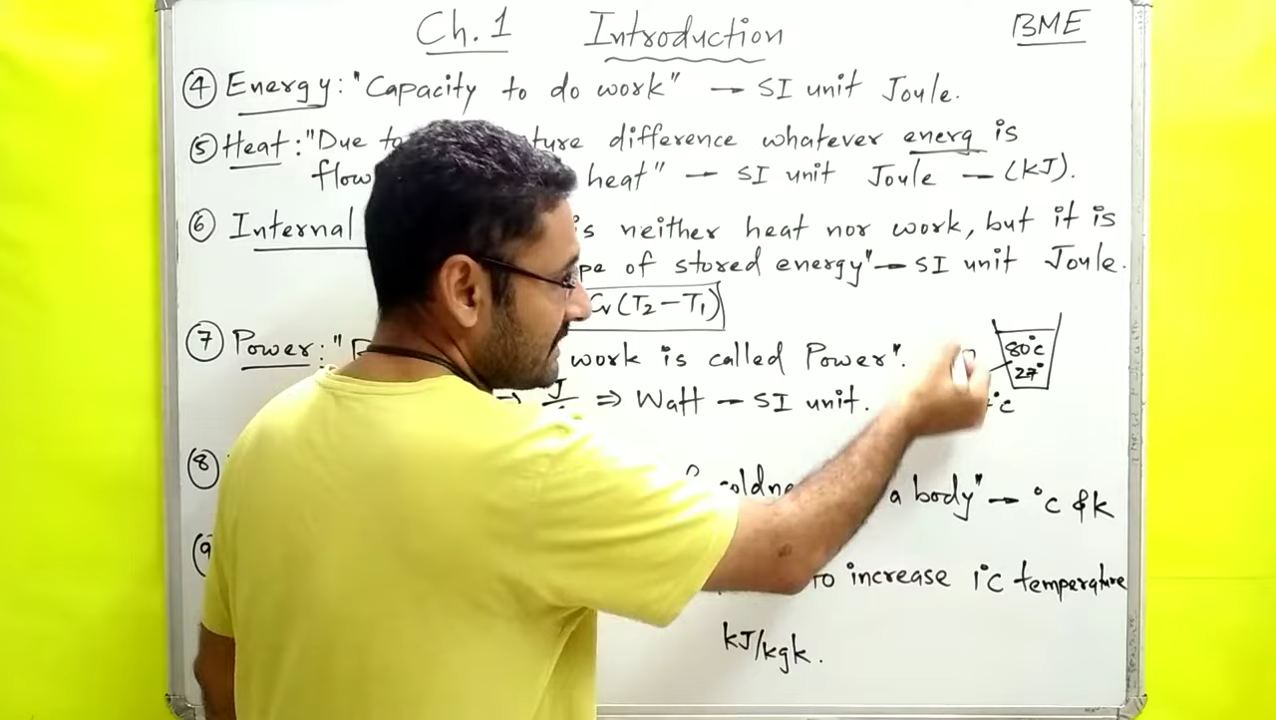 Ch.1 Introduction BME
④ Energy: "Capacity to do work" → SI unit Joule.
⑤ Heat: "Due to ture difference whatever energ is
flow heat" → SI unit Joule — (kJ).
⑥ Internal is neither heat nor work, but it is
pe of stored energy" → SI unit Joule.
Cv (T2 - T1)
⑦ Power: " work is called Power".
80°c
27°
→ J ⇒ Watt — SI unit.
°c
⑧ a body" → °c & k
⑨ to increase 1°c temperature
kJ/kgk.